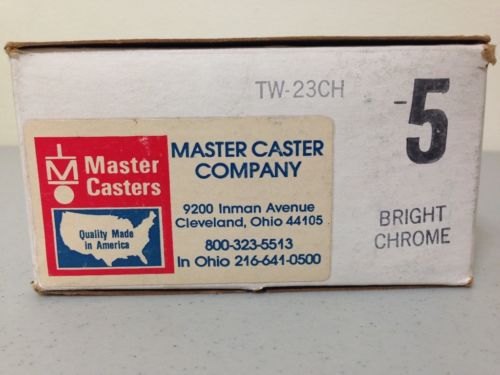 TW-23CH
-5
BRIGHT
CHROME
Master
Casters
Quality Made
in America
MASTER CASTER
COMPANY
9200 Inman Avenue
Cleveland, Ohio 44105
800-323-5513
In Ohio 216-641-0500